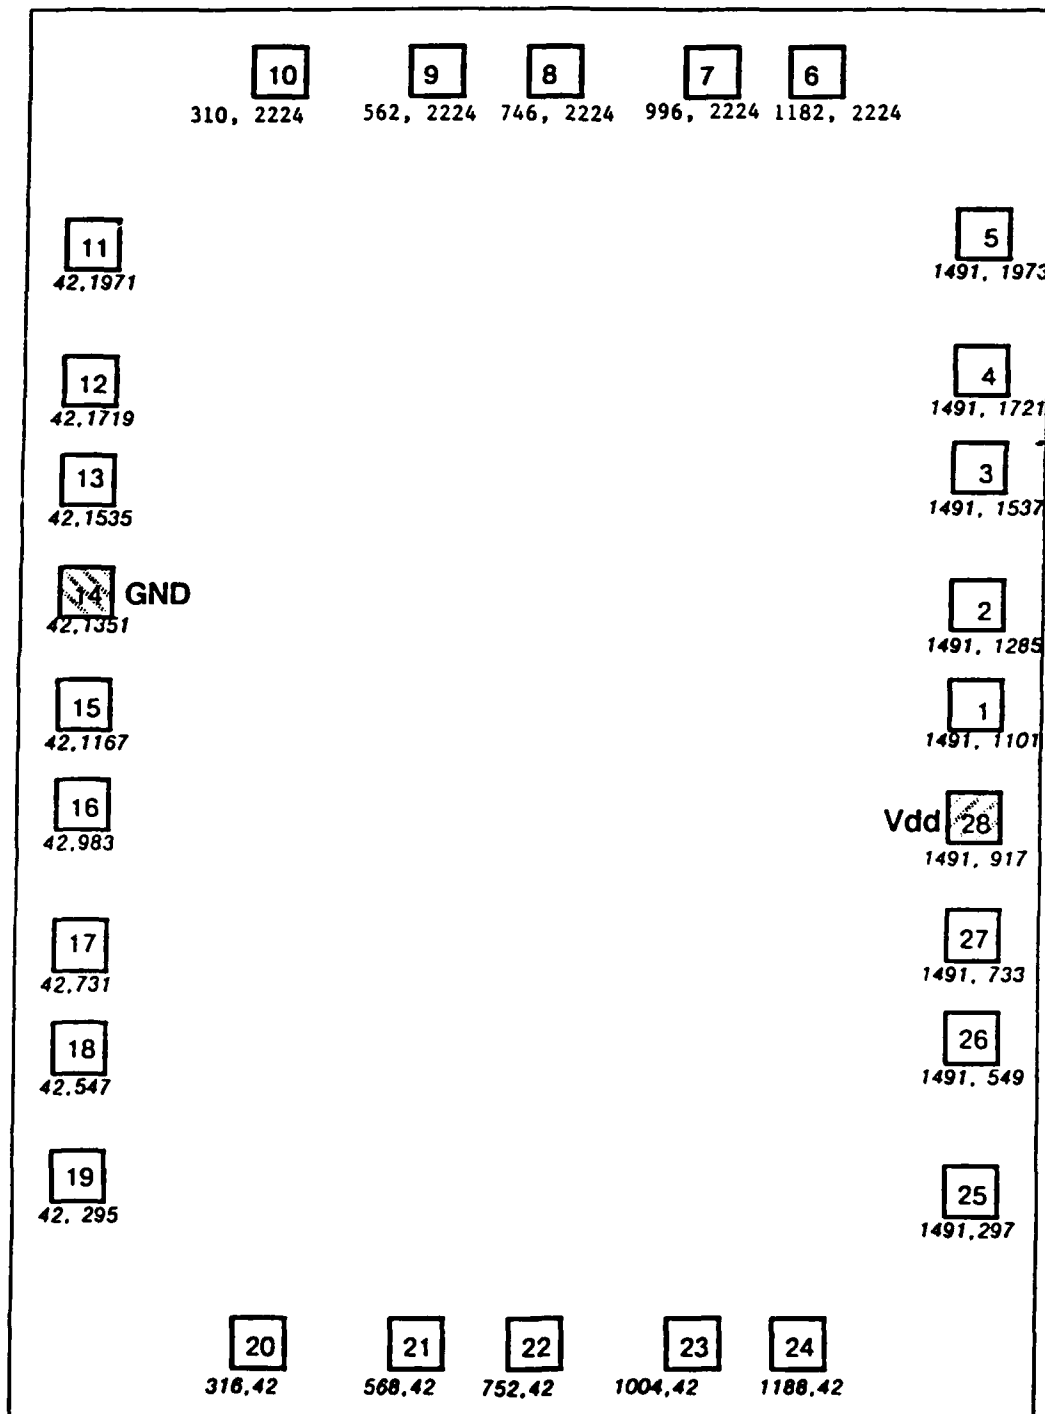 10 9 8 7 6
310, 2224 562, 2224 746, 2224 996, 2224 1182, 2224
11 5
42,1971 1491, 1973
12 4
42,1719 1491, 1721
13 3
42,1535 1491, 1537
14 GND 2
42,1351 1491, 1285
15 1
42,1167 1491, 1101
16 Vdd 28
42,983 1491, 917
17 27
42,731 1491, 733
18 26
42,547 1491, 549
19 25
42, 295 1491,297
20 21 22 23 24
316,42 568,42 752,42 1004,42 1188,42